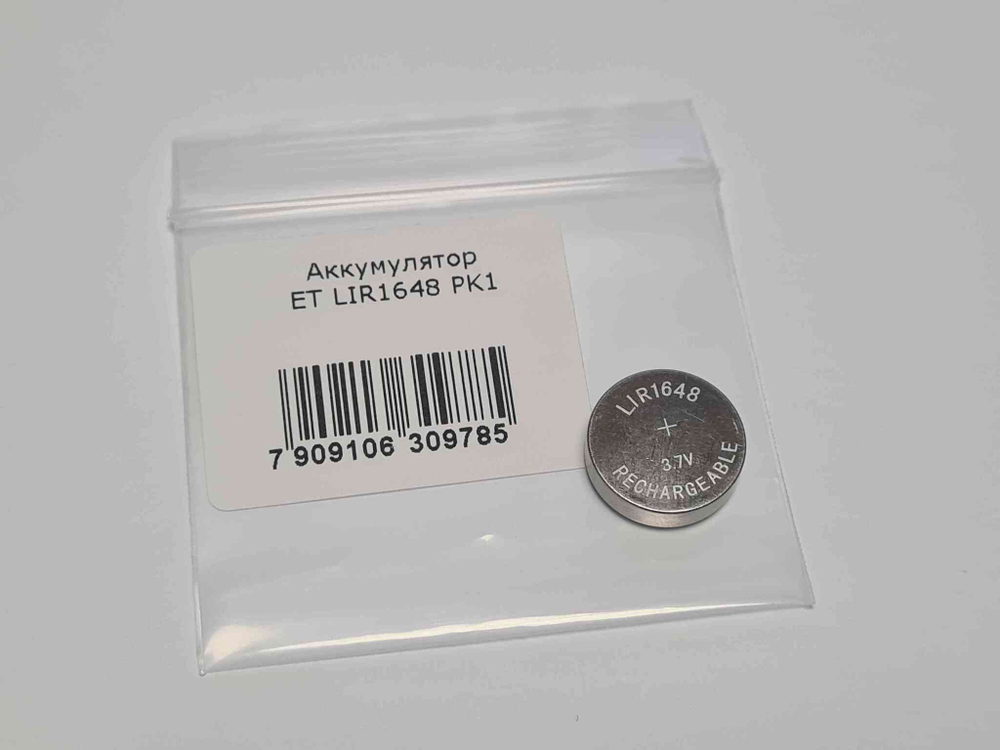 Аккумулятор
ET LIR1648 PK1
7 909106 309785
LIR1648
+
3.7V
RECHARGEABLE